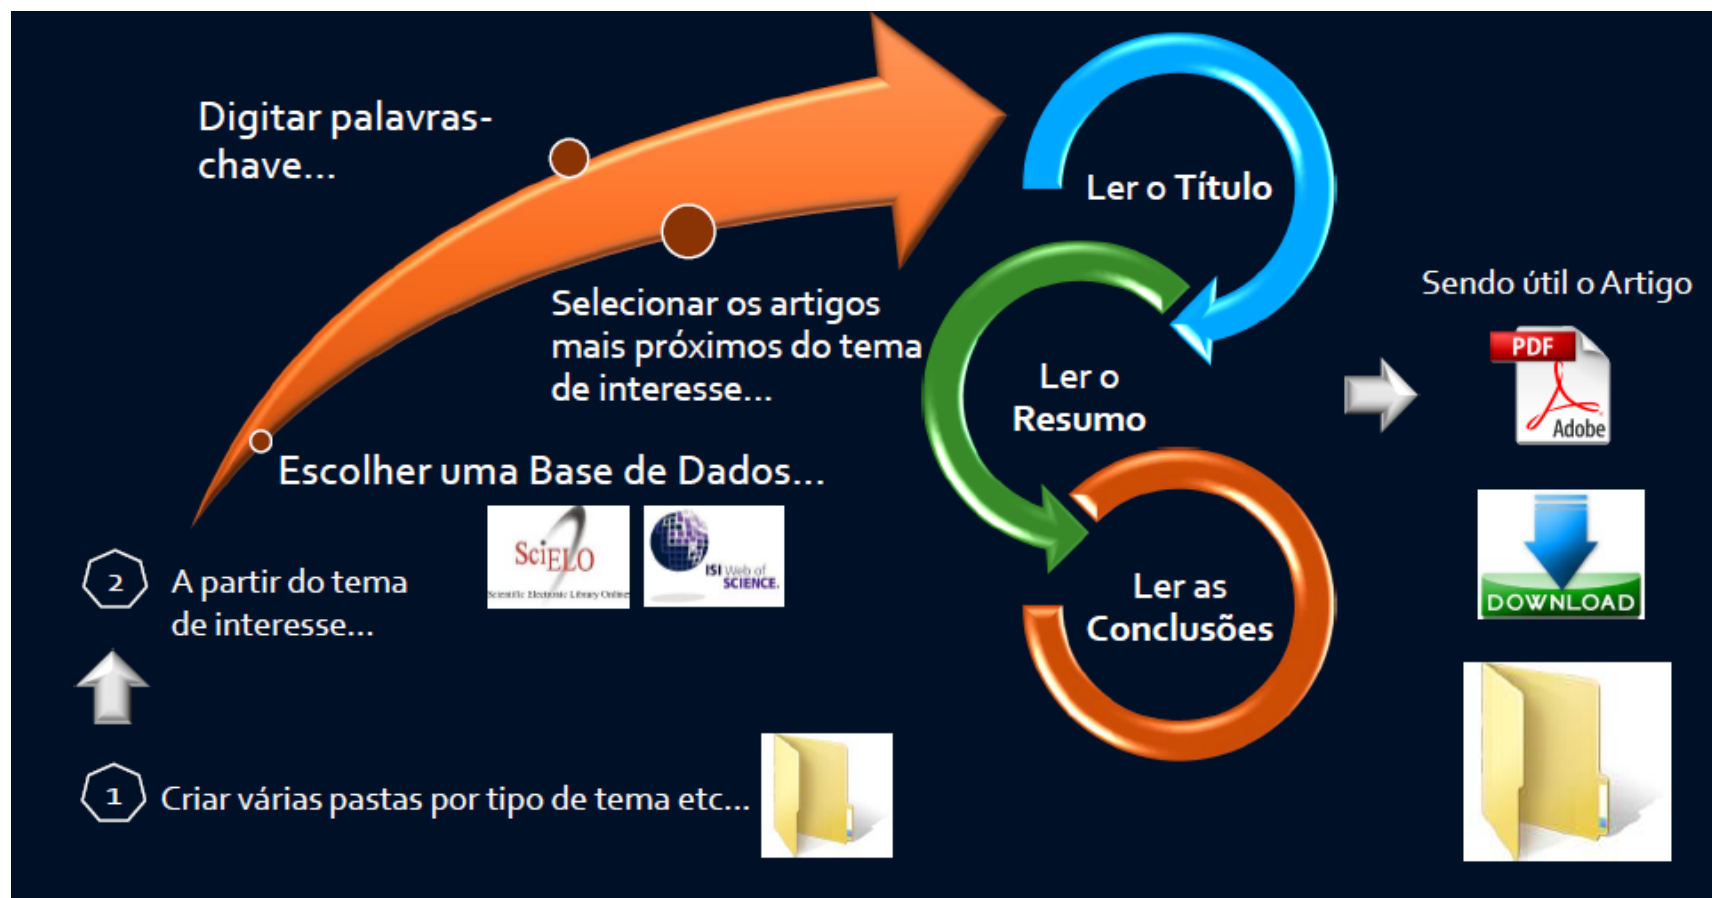 Digitar palavras-
chave...
Selecionar os artigos
mais próximos do tema
de interesse...
Escolher uma Base de Dados...
SciELO
Scientific Electronic Library Online
ISI Web of
SCIENCE.
2
A partir do tema
de interesse...
1
Criar várias pastas por tipo de tema etc...
Ler o Título
Ler o
Resumo
Ler as
Conclusões
Sendo útil o Artigo
PDF
Adobe
DOWNLOAD